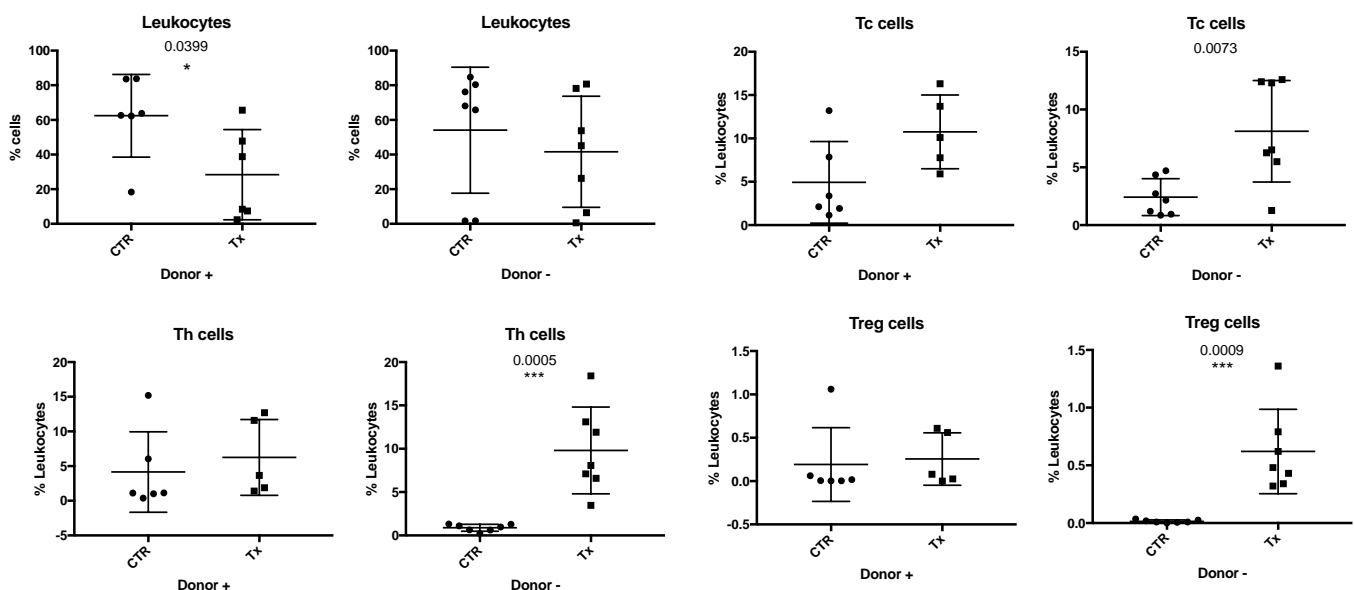 Leukocytes
0.0399
*
100
80
60
40
20
0
% cells
CTR
Tx
Donor +
Leukocytes
100
80
60
40
20
0
% cells
CTR
Tx
Donor -
Tc cells
20
15
10
5
0
% Leukocytes
CTR
Tx
Donor +
Tc cells
0.0073
15
10
5
0
% Leukocytes
CTR
Tx
Donor -
Th cells
20
15
10
5
0
-5
% Leukocytes
CTR
Tx
Donor +
Th cells
0.0005
***
20
15
10
5
0
% Leukocytes
CTR
Tx
Donor -
Treg cells
1.5
1.0
0.5
0.0
-0.5
% Leukocytes
CTR
Tx
Donor +
Treg cells
0.0009
***
1.5
1.0
0.5
0.0
% Leukocytes
CTR
Tx
Donor -